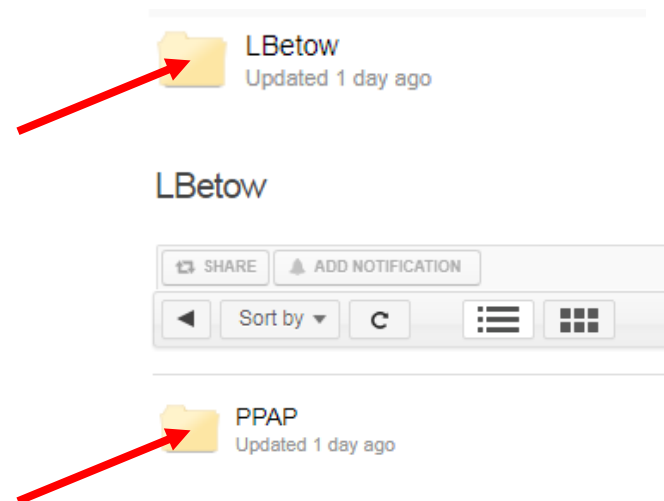 LBetow
Updated 1 day ago
LBetow
SHARE ADD NOTIFICATION
Sort by
PPAP
Updated 1 day ago